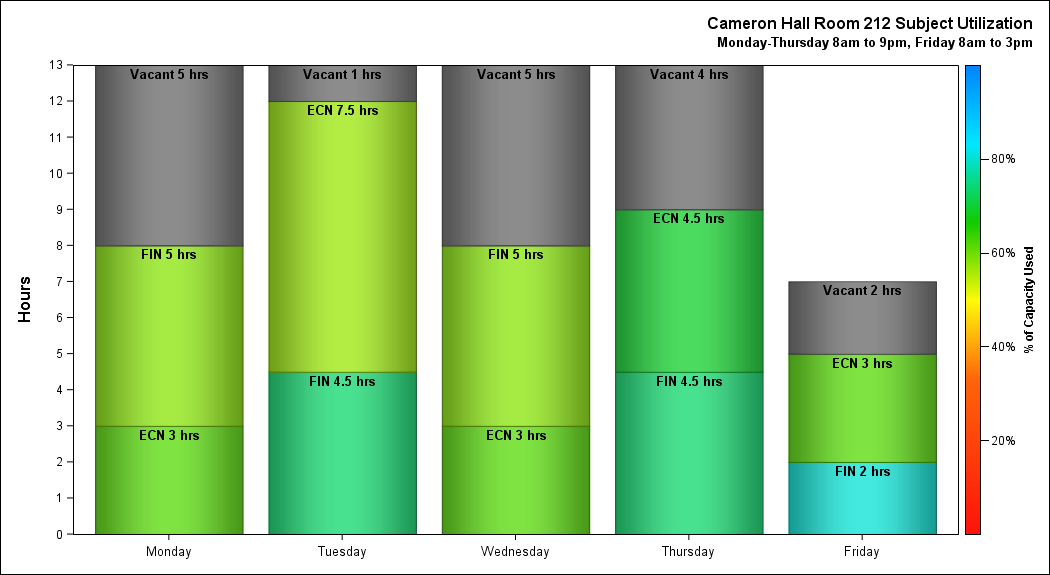 Cameron Hall Room 212 Subject Utilization
Monday-Thursday 8am to 9pm, Friday 8am to 3pm
Hours
13
12
11
10
9
8
7
6
5
4
3
2
1
0
Vacant 5 hrs
FIN 5 hrs
ECN 3 hrs
Vacant 1 hrs
ECN 7.5 hrs
FIN 4.5 hrs
Vacant 5 hrs
FIN 5 hrs
ECN 3 hrs
Vacant 4 hrs
ECN 4.5 hrs
FIN 4.5 hrs
Vacant 2 hrs
ECN 3 hrs
FIN 2 hrs
Monday
Tuesday
Wednesday
Thursday
Friday
80%
60%
40%
20%
% of Capacity Used